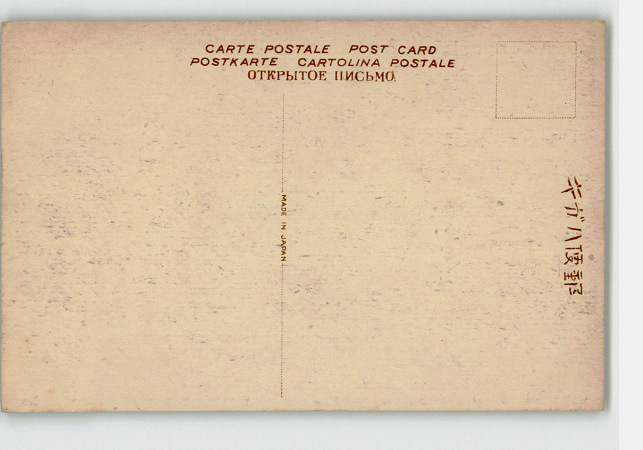 CARTE POSTALE POST CARD
POSTKARTE CARTOLINA POSTALE
ОТКРЫТОЕ ПИСЬМО.
MADE IN JAPAN
キガハ便郵